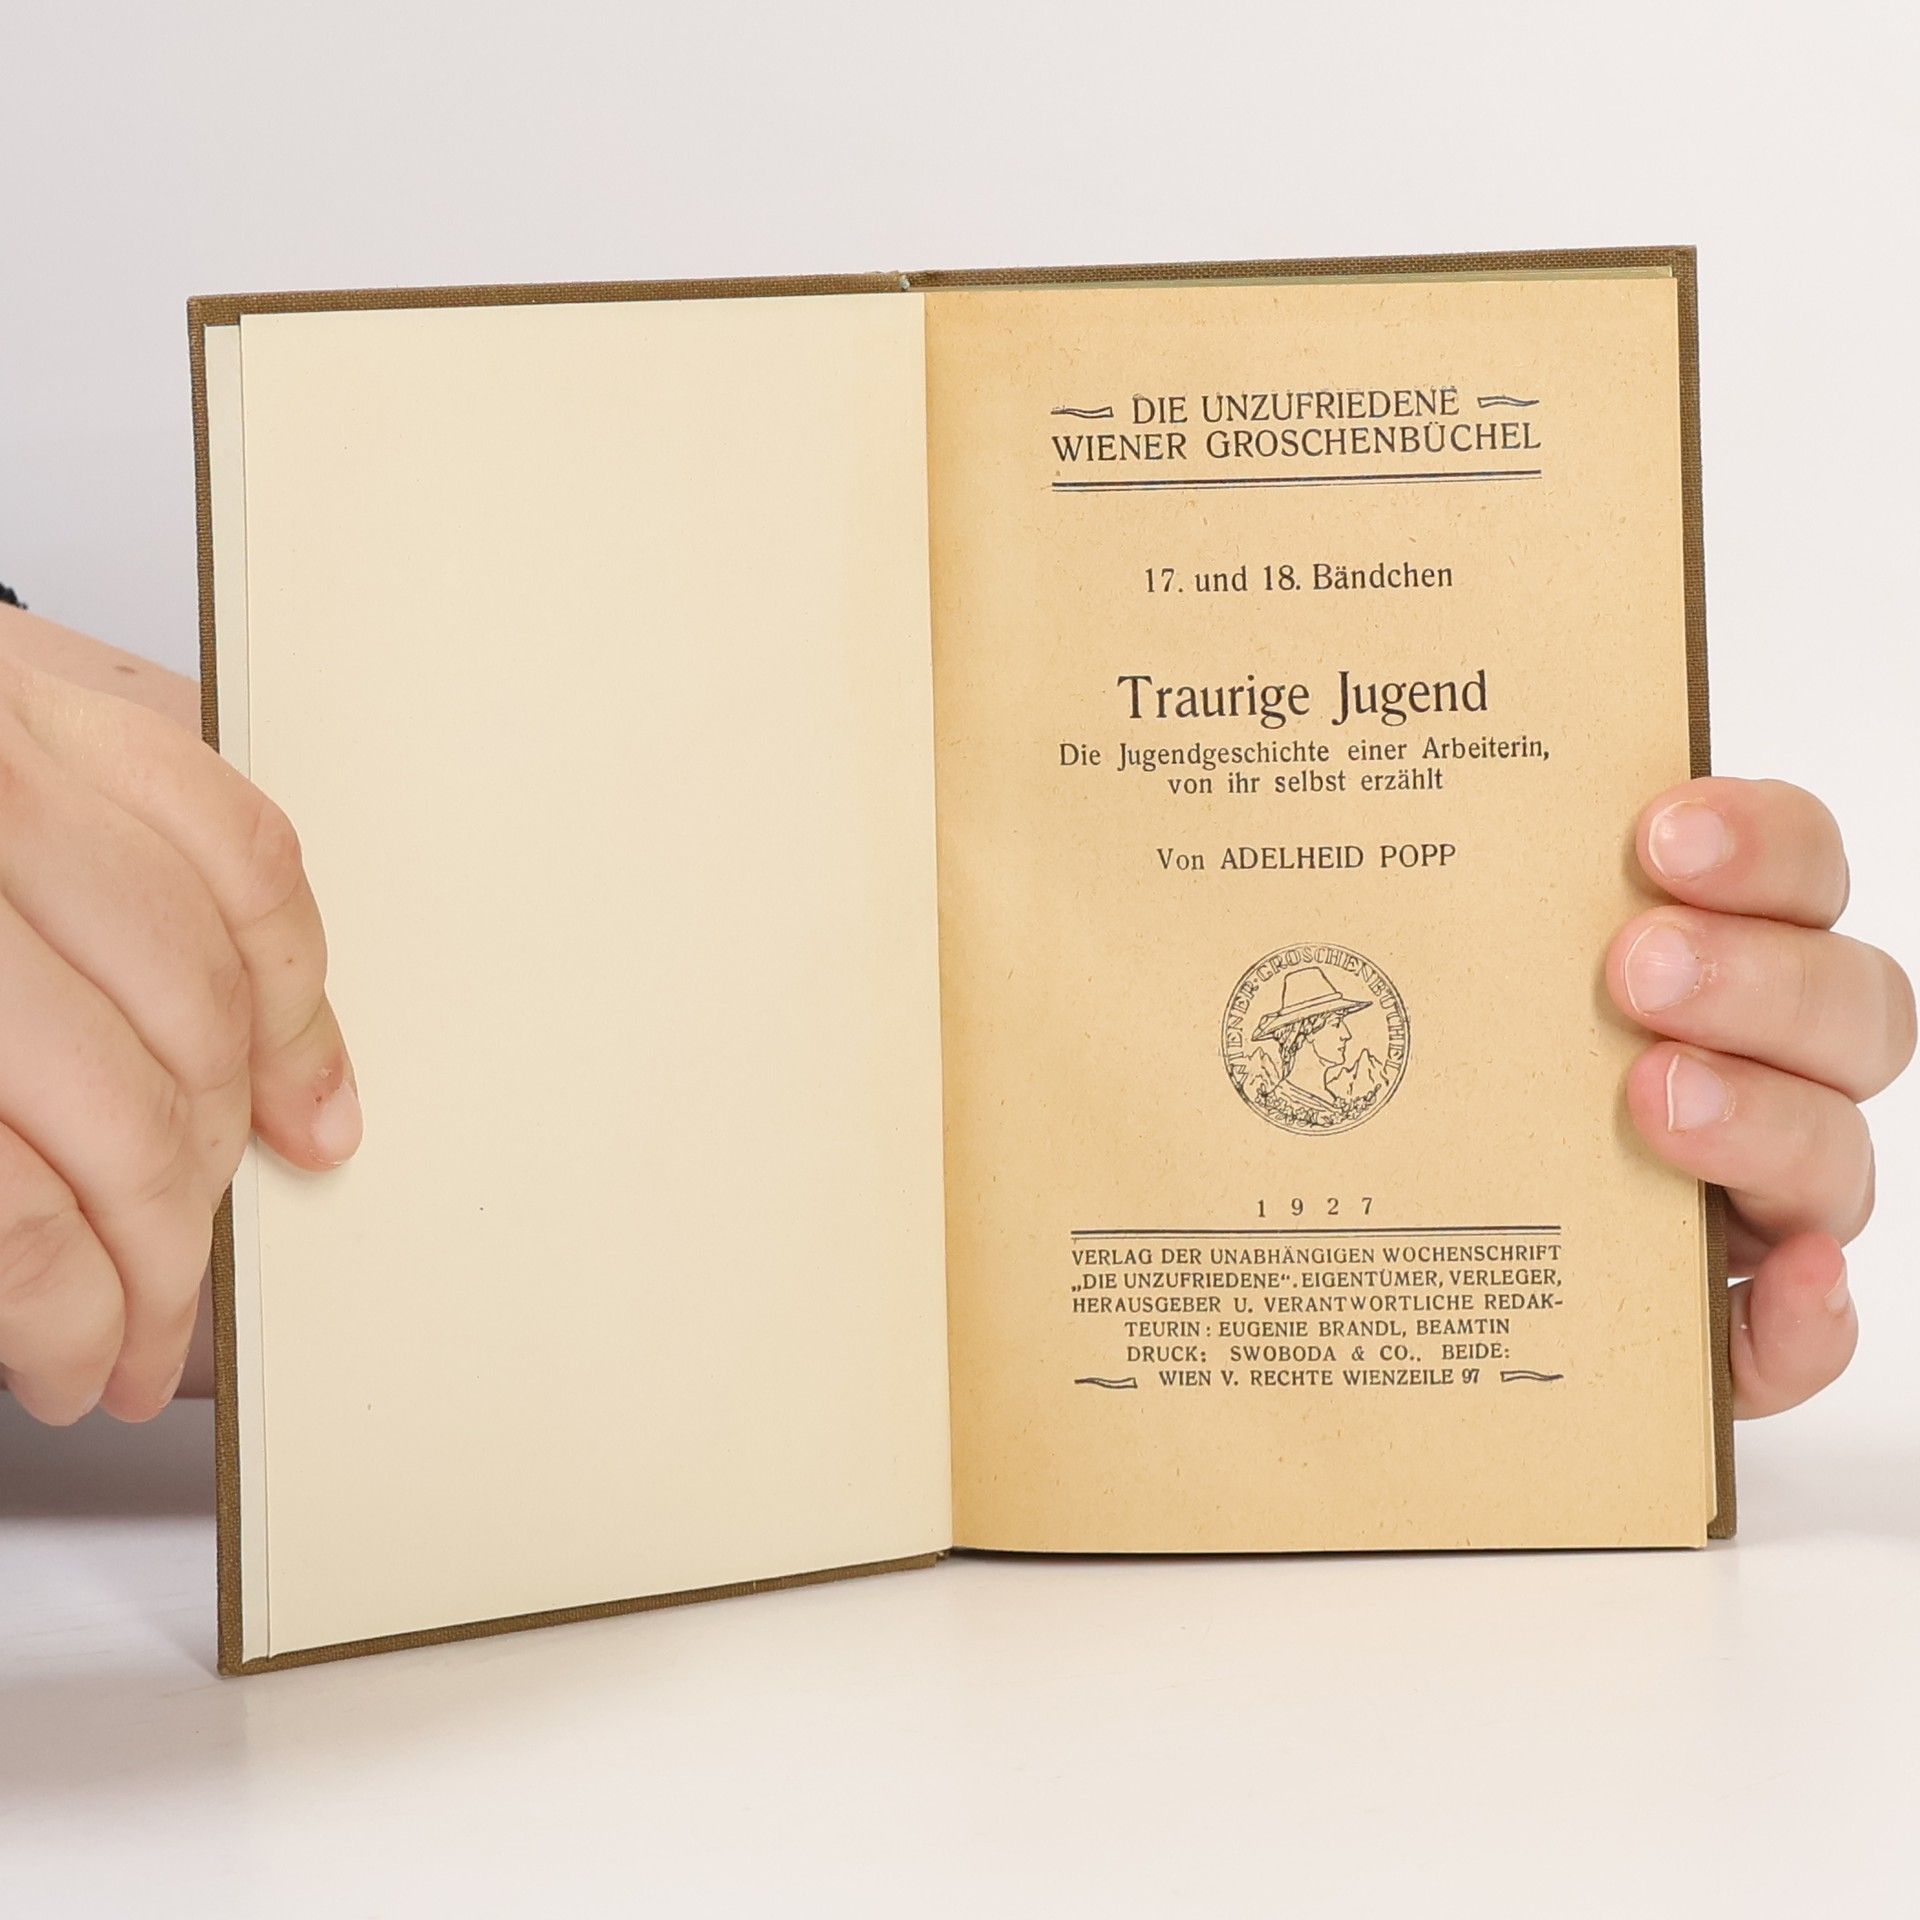 DIE UNZUFRIEDENE
WIENER GROSCHENBÜCHEL
17. und 18. Bändchen
Traurige Jugend
Die Jugendgeschichte einer Arbeiterin,
von ihr selbst erzählt
Von ADELHEID POPP
WIENER·GROSCHENBÜCHEL
1927
VERLAG DER UNABHÄNGIGEN WOCHENSCHRIFT
„DIE UNZUFRIEDENE“. EIGENTÜMER, VERLEGER,
HERAUSGEBER U. VERANTWORTLICHE REDAK-
TEURIN: EUGENIE BRANDL, BEAMTIN
DRUCK: SWOBODA & CO., BEIDE:
WIEN V. RECHTE WIENZEILE 97